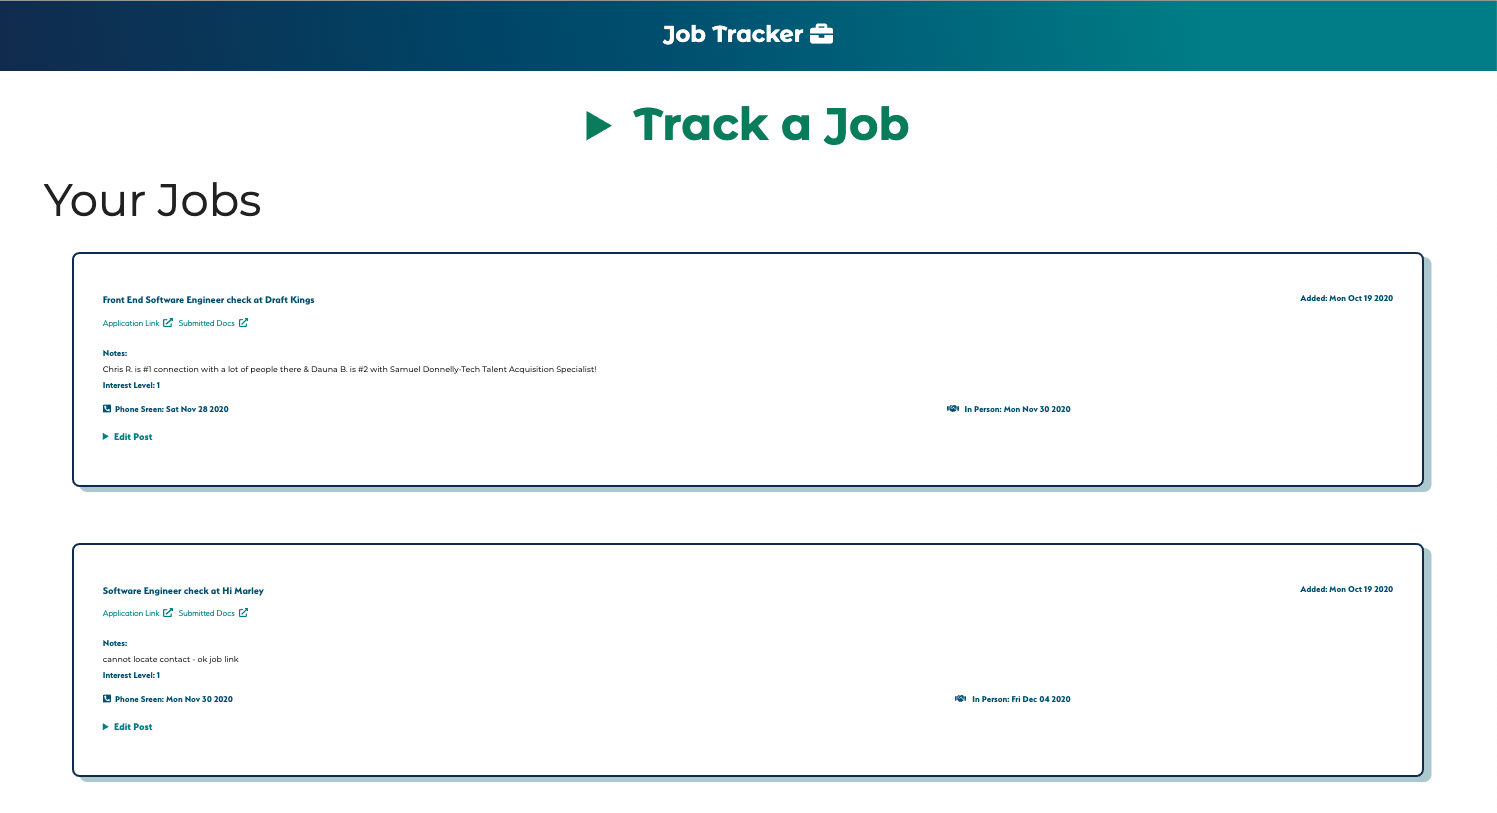 Job Tracker
Track a Job
Your Jobs
Front End Software Engineer check at Draft Kings
Added: Mon Oct 19 2020
Application Link Submitted Docs
Notes:
Chris R. is #1 connection with a lot of people there & Dauna B. is #2 with Samuel Donnelly-Tech Talent Acquisition Specialist!
Interest Level: 1
Phone Sreen: Sat Nov 28 2020 In Person: Mon Nov 30 2020
Edit Post
Software Engineer check at Hi Marley
Added: Mon Oct 19 2020
Application Link Submitted Docs
Notes:
cannot locate contact - ok job link
Interest Level: 1
Phone Sreen: Mon Nov 30 2020 In Person: Fri Dec 04 2020
Edit Post